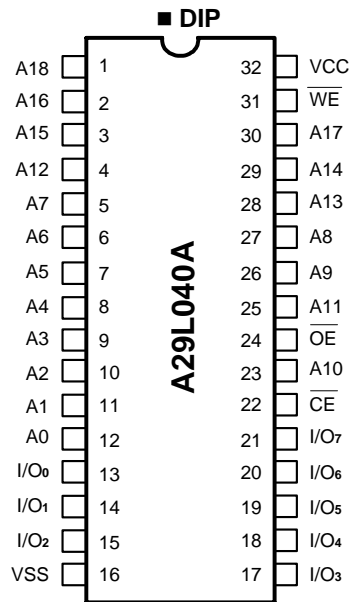 ■ DIP
A18 1 32 VCC
A16 2 31 W̅E̅
A15 3 30 A17
A12 4 29 A14
A7 5 28 A13
A6 6 27 A8
A5 7 26 A9
A4 8 25 A11
A3 9 24 O̅E̅
A2 10 23 A10
A1 11 22 C̅E̅
A0 12 21 I/O₇
I/O₀ 13 20 I/O₆
I/O₁ 14 19 I/O₅
I/O₂ 15 18 I/O₄
VSS 16 17 I/O₃
A29L040A